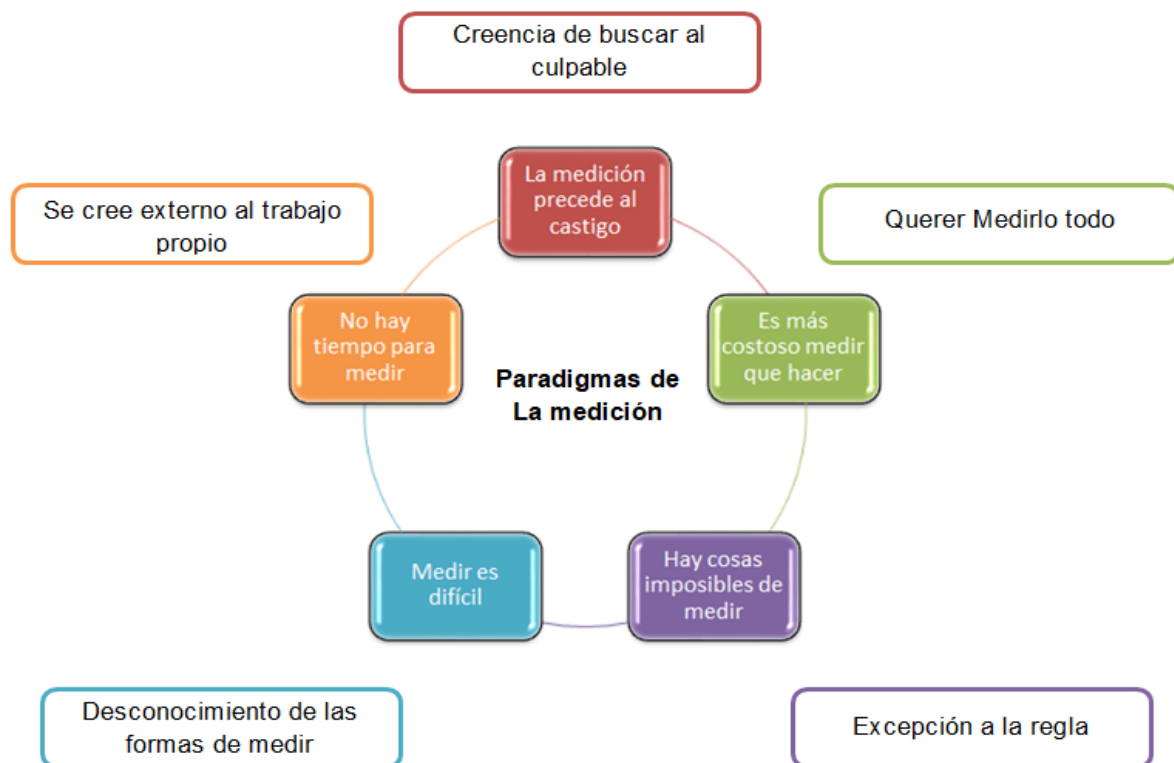 Creencia de buscar al
culpable
La medición
precede al
castigo
Se cree externo al trabajo
propio
Querer Medirlo todo
No hay
tiempo para
medir
Es más
costoso medir
que hacer
Paradigmas de
La medición
Medir es
difícil
Hay cosas
imposibles de
medir
Desconocimiento de las
formas de medir
Excepción a la regla